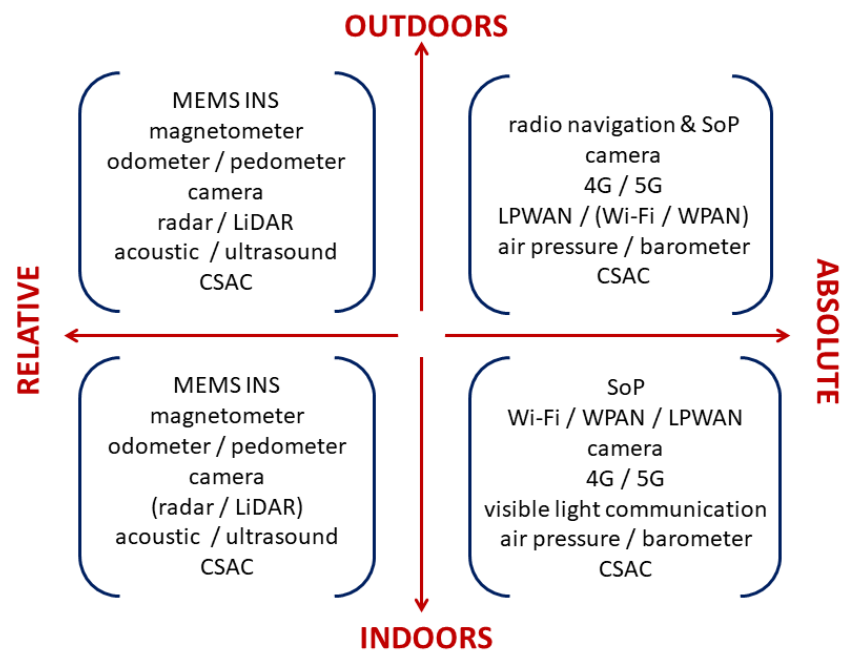 OUTDOORS
MEMS INS
magnetometer
odometer / pedometer
camera
radar / LiDAR
acoustic / ultrasound
CSAC
radio navigation & SoP
camera
4G / 5G
LPWAN / (Wi-Fi / WPAN)
air pressure / barometer
CSAC
RELATIVE
ABSOLUTE
MEMS INS
magnetometer
odometer / pedometer
camera
(radar / LiDAR)
acoustic / ultrasound
CSAC
SoP
Wi-Fi / WPAN / LPWAN
camera
4G / 5G
visible light communication
air pressure / barometer
CSAC
INDOORS